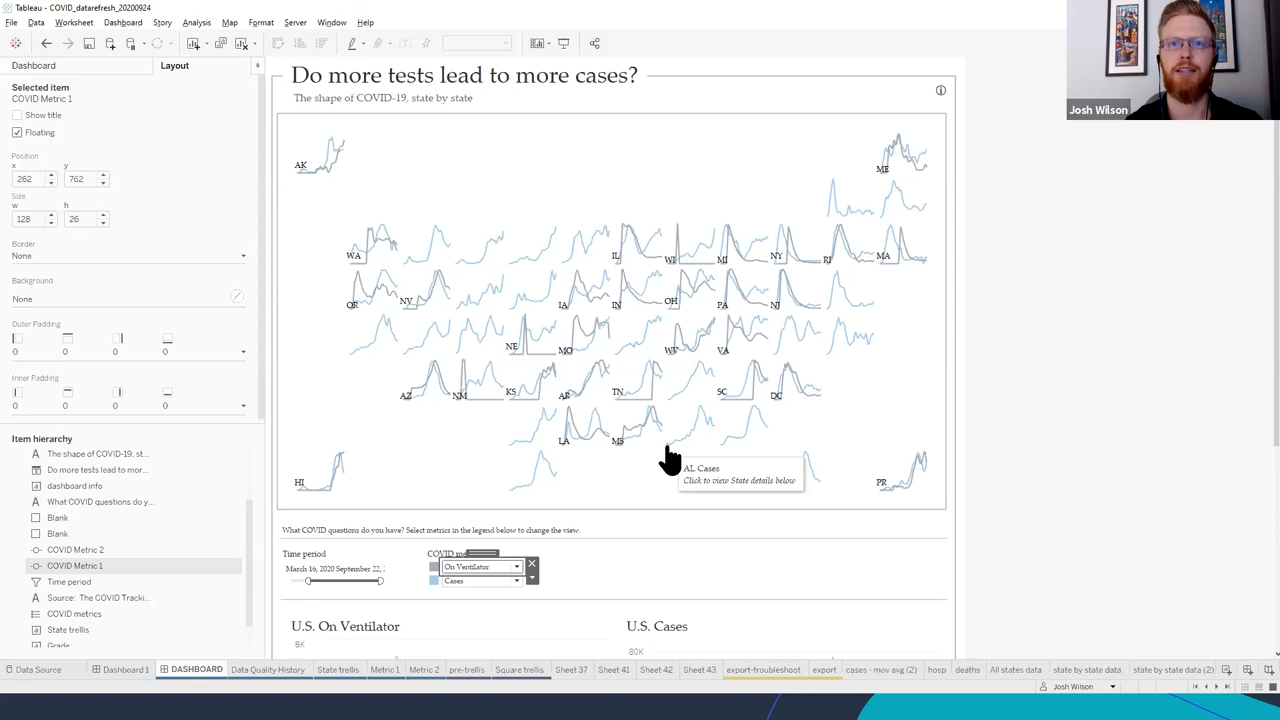 Tableau - COVID_datarefresh_20200924
File Data Worksheet Dashboard Story Analysis Map Format Server Window Help
Dashboard Layout
Selected item
COVID Metric 1
Show title
Floating
Position
x y
262 762
Size
w h
128 26
Border
None
Background
None
Outer Padding
0 0 0 0
Inner Padding
0 0 0 0
Item hierarchy
The shape of COVID-19, st...
Do more tests lead to mor...
dashboard info
What COVID questions do y...
Blank
Blank
COVID Metric 2
COVID Metric 1
Time period
Source: The COVID Tracki...
COVID metrics
State trellis
Grade
Do more tests lead to more cases?
The shape of COVID-19, state by state
AK ME
WA IL WI MI NY RI MA
OR NV IA IN OH PA NJ
NE MO WV VA
AZ NM KS AR TN SC DC
LA MS
HI PR
AL Cases
Click to view State details below
What COVID questions do you have? Select metrics in the legend below to change the view.
Time period
March 16, 2020 September 22, :
COVID me
On Ventilator
Cases
U.S. On Ventilator U.S. Cases
8K 80K
Data Source Dashboard 1 DASHBOARD Data Quality History State trellis Metric 1 Metric 2 pre-trellis Square trellis Sheet 37 Sheet 41 Sheet 42 Sheet 43 export-troubleshoot export cases - mov avg (2) hosp deaths All states data state by state data state by state data (2)
Josh Wilson
Josh Wilson